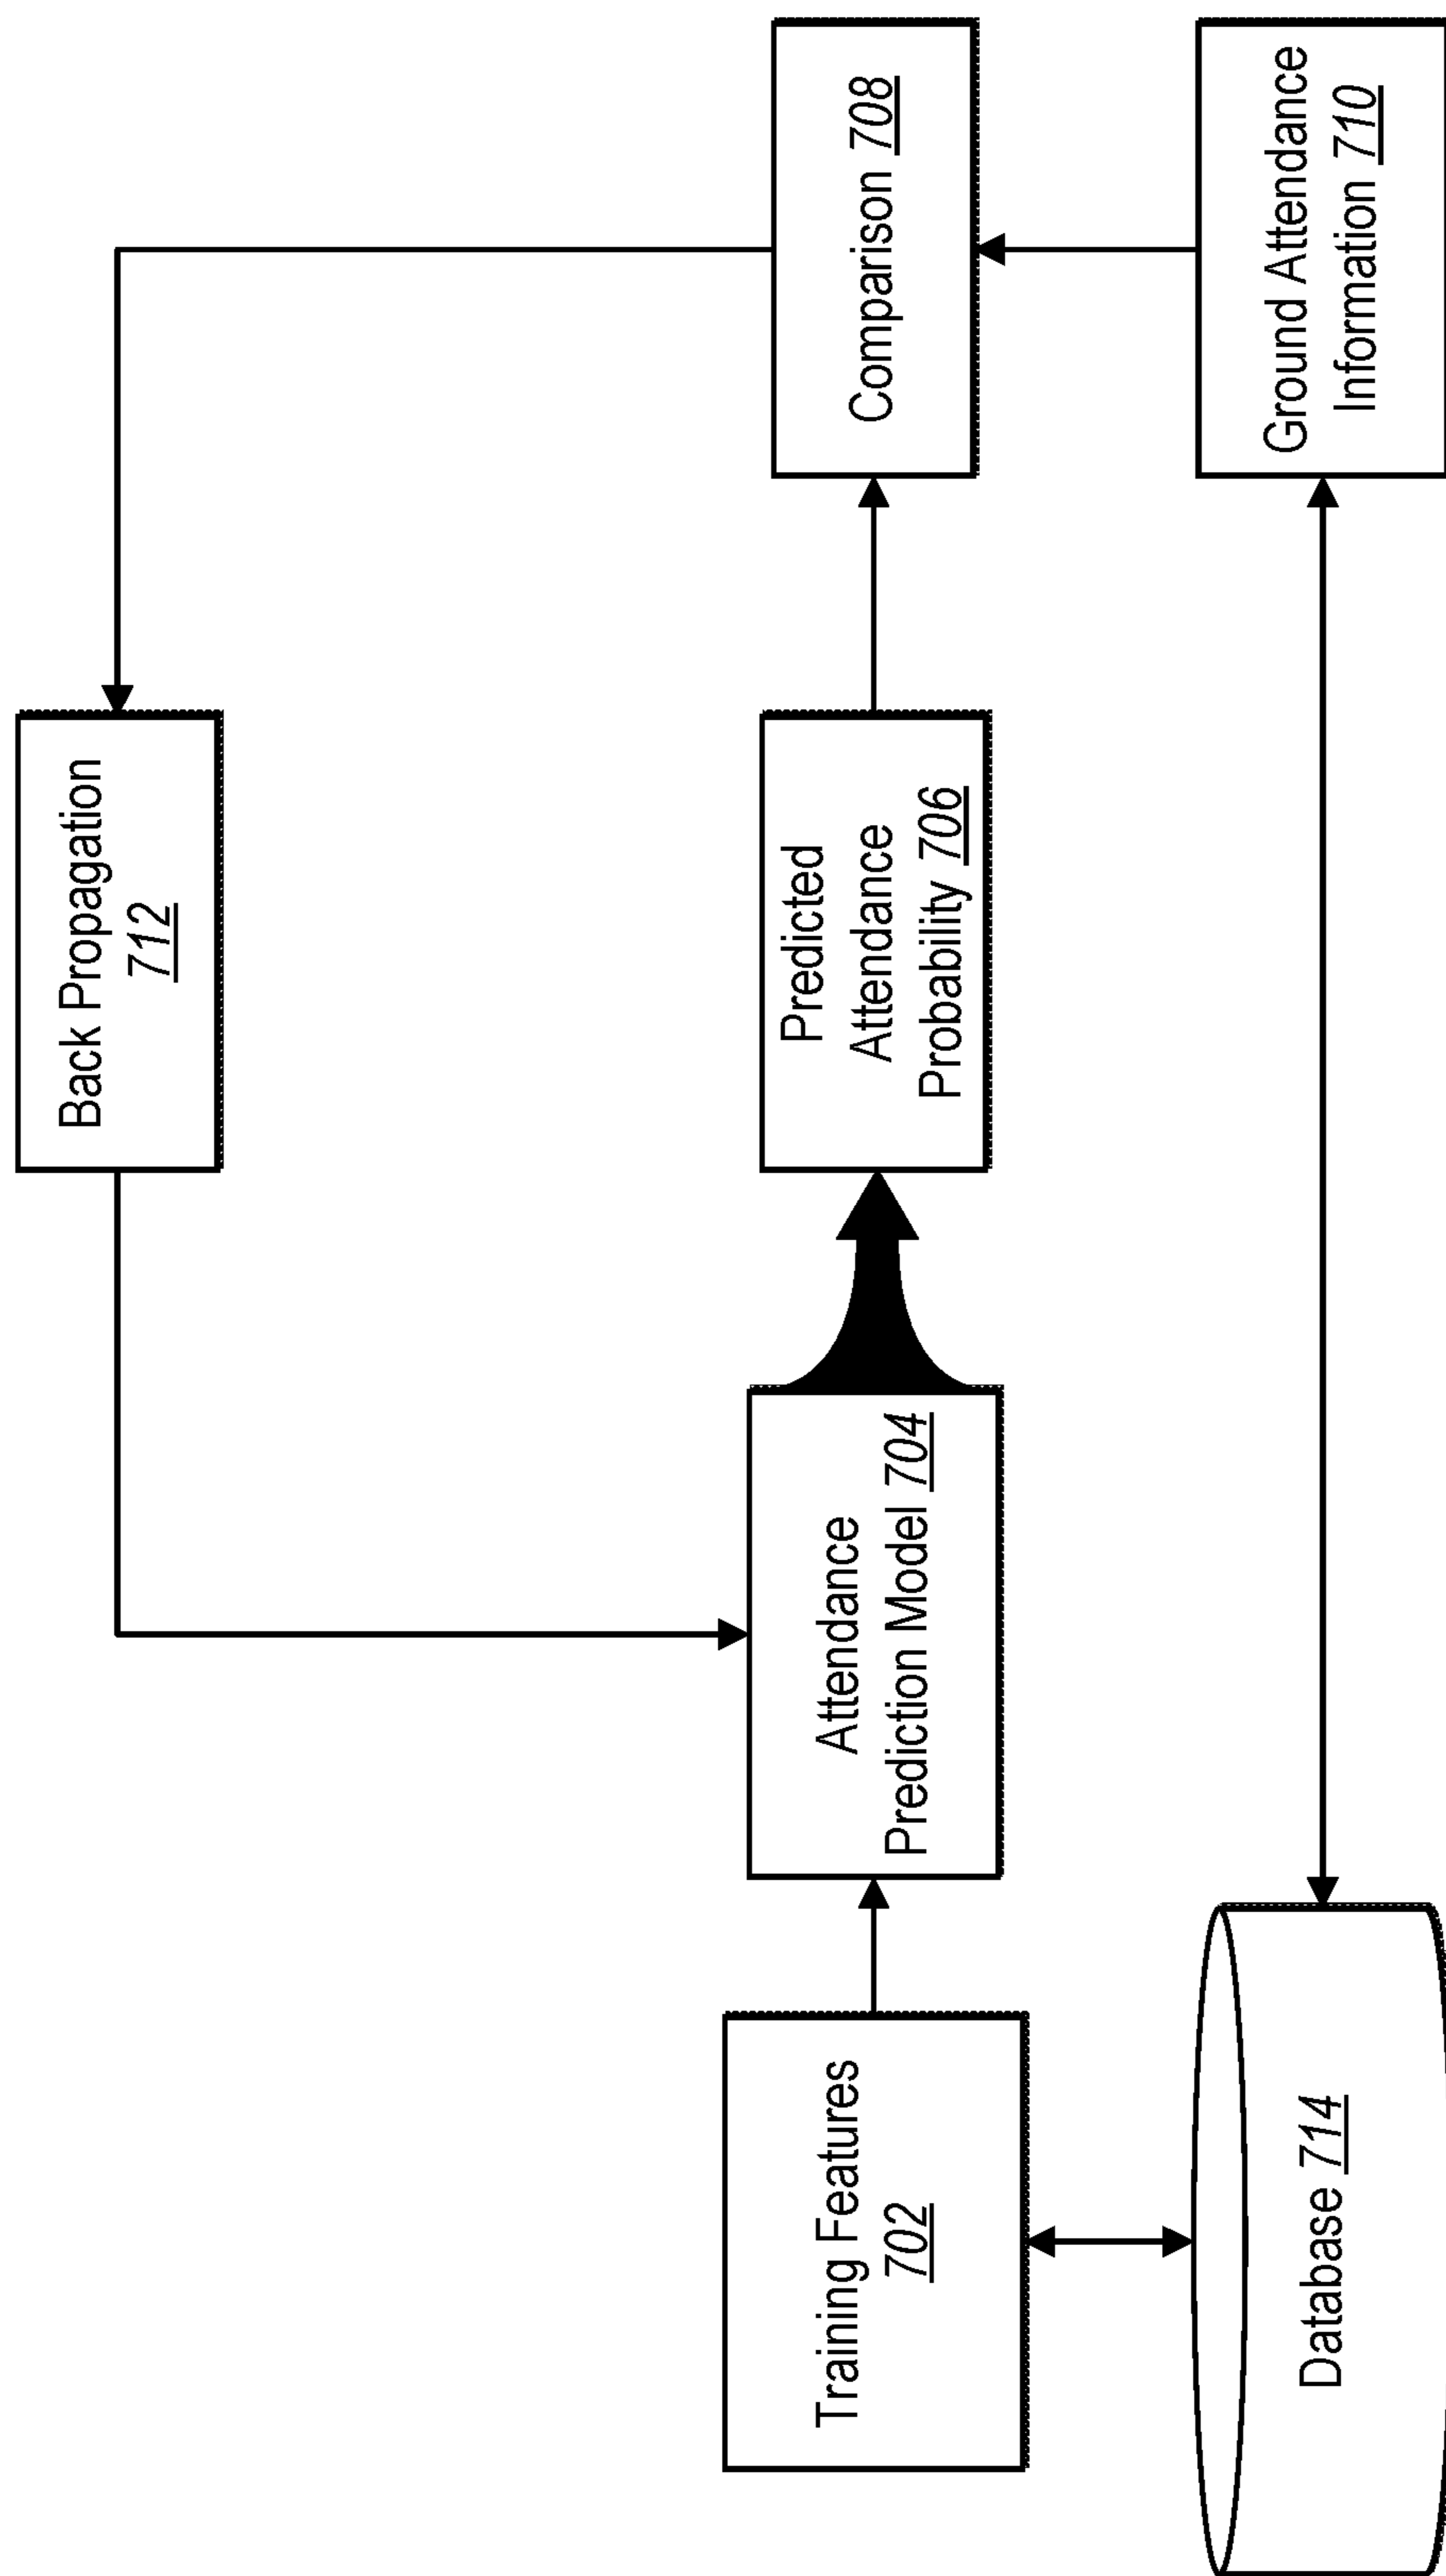 Back Propagation
712
Training Features
702
Attendance
Prediction Model 704
Predicted
Attendance
Probability 706
Comparison 708
Database 714
Ground Attendance
Information 710